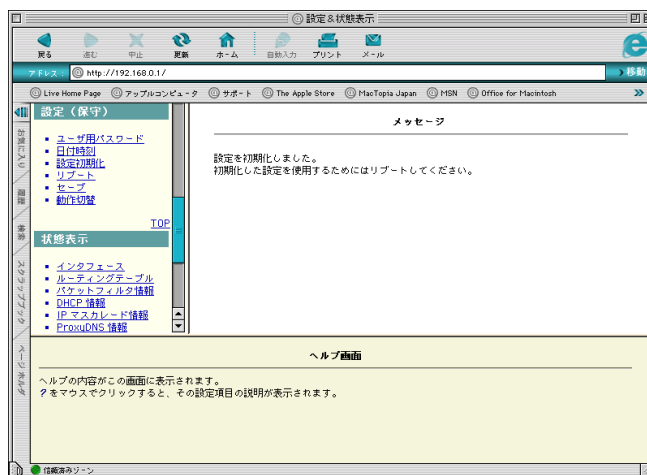 設定＆状態表示
戻る 進む 中止 更新 ホーム 自動入力 プリント メール
アドレス： http://192.168.0.1/ 移動
Live Home Page アップルコンピュータ サポート The Apple Store MacTopia Japan MSN Office for Macintosh
お気に入り
履歴
検索
スクラップブック
ページ ホルダ
設定（保守）
ユーザ用パスワード
日付時刻
設定初期化
リブート
セーブ
動作切替
TOP
状態表示
インタフェース
ルーティングテーブル
パケットフィルタ情報
DHCP 情報
IP マスカレード情報
ProxyDNS 情報
メッセージ
設定を初期化しました。
初期化した設定を使用するためにはリブートしてください。
ヘルプ画面
ヘルプの内容がこの画面に表示されます。
? をマウスでクリックすると、その設定項目の説明が表示されます。
信頼済みゾーン